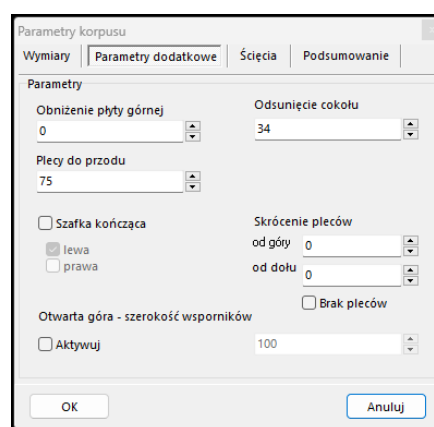 Parametry korpusu
Wymiary Parametry dodatkowe Ścięcia Podsumowanie
Parametry
Obniżenie płyty górnej Odsunięcie cokołu
0 34
Plecy do przodu
75
Szafka kończąca Skrócenie pleców
lewa od góry 0
prawa od dołu 0
Brak pleców
Otwarta góra - szerokość wsporników
Aktywuj 100
OK Anuluj